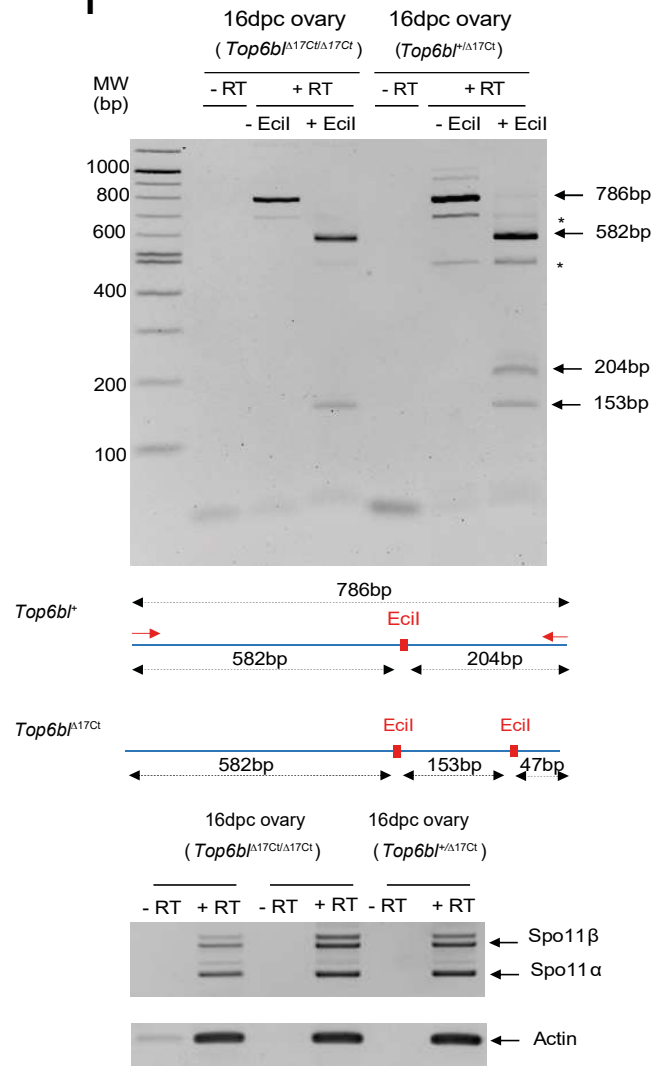 16dpc ovary 16dpc ovary
( Top6bl^Δ17Ct/Δ17Ct ) (Top6bl^+/Δ17Ct)
MW
(bp)
- RT + RT - RT + RT
- EciI + EciI - EciI + EciI
1000
800 786bp
*
600 582bp
*
400
200 204bp
153bp
100
786bp
Top6bl^+
EciI
582bp 204bp
Top6bl^Δ17Ct
EciI EciI
582bp 153bp 47bp
16dpc ovary 16dpc ovary
( Top6bl^Δ17Ct/Δ17Ct) ( Top6bl^+/Δ17Ct)
- RT + RT - RT + RT - RT + RT
Spo11β
Spo11α
Actin